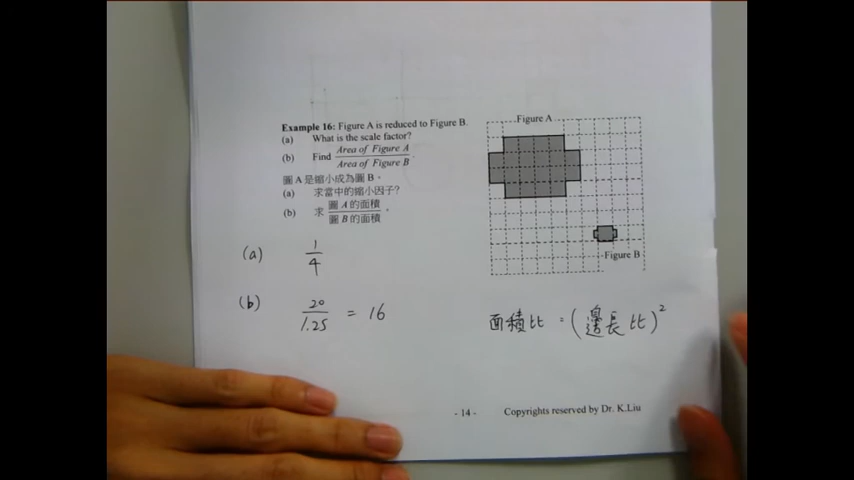 Example 16: Figure A is reduced to Figure B.
(a) What is the scale factor?
(b) Find Area of Figure A / Area of Figure B.
圖 A 是縮小成為圖 B。
(a) 求當中的縮小因子?
(b) 求 圖 A 的面積 / 圖 B 的面積。
Figure A
Figure B
(a) 1/4
(b) 20/1.25 = 16
面積比 = (邊長比)²
- 14 - Copyrights reserved by Dr. K.Liu